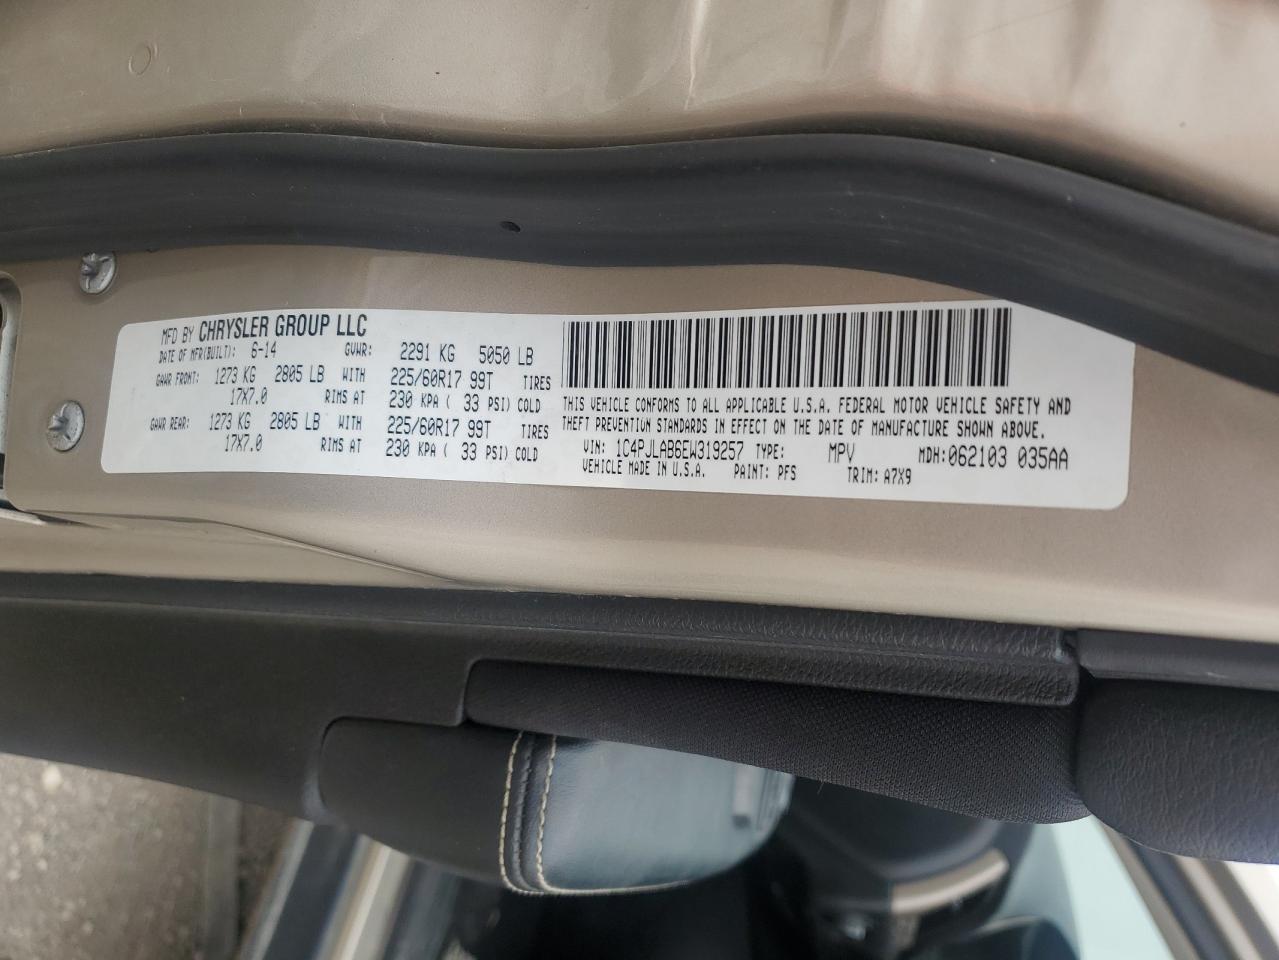 MFD BY CHRYSLER GROUP LLC
DATE OF MFR(BUILT): 6-14 GVWR: 2291 KG 5050 LB
GAWR FRONT: 1273 KG 2805 LB WITH 225/60R17 99T TIRES
17X7.0 RIMS AT 230 KPA ( 33 PSI) COLD
GAWR REAR: 1273 KG 2805 LB WITH 225/60R17 99T TIRES
17X7.0 RIMS AT 230 KPA ( 33 PSI) COLD
THIS VEHICLE CONFORMS TO ALL APPLICABLE U.S.A. FEDERAL MOTOR VEHICLE SAFETY AND
THEFT PREVENTION STANDARDS IN EFFECT ON THE DATE OF MANUFACTURE SHOWN ABOVE.
VIN: 1C4PJLAB6EW319257 TYPE: MPV MDH:062103 035AA
VEHICLE MADE IN U.S.A. PAINT: PFS TRIM: A7X9